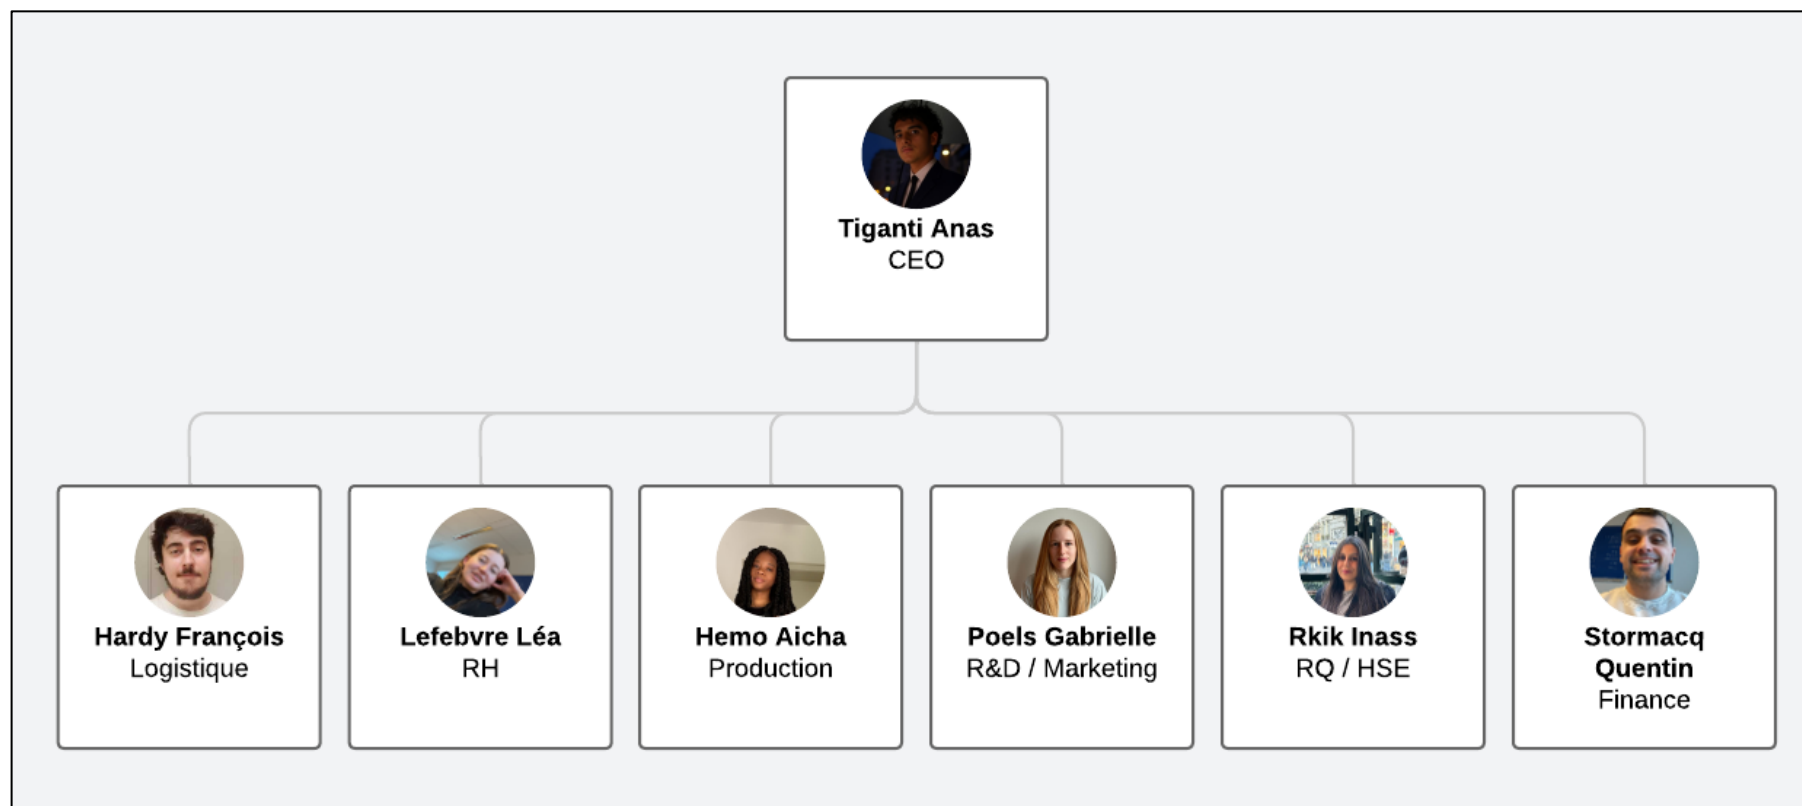 Tiganti Anas
CEO
Hardy François
Logistique
Lefebvre Léa
RH
Hemo Aicha
Production
Poels Gabrielle
R&D / Marketing
Rkik Inass
RQ / HSE
Stormacq
Quentin
Finance